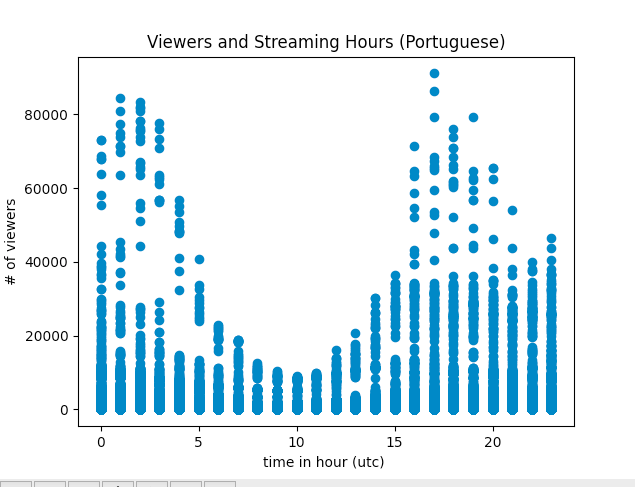 Viewers and Streaming Hours (Portuguese)
80000
60000
40000
20000
0
# of viewers
0 5 10 15 20
time in hour (utc)